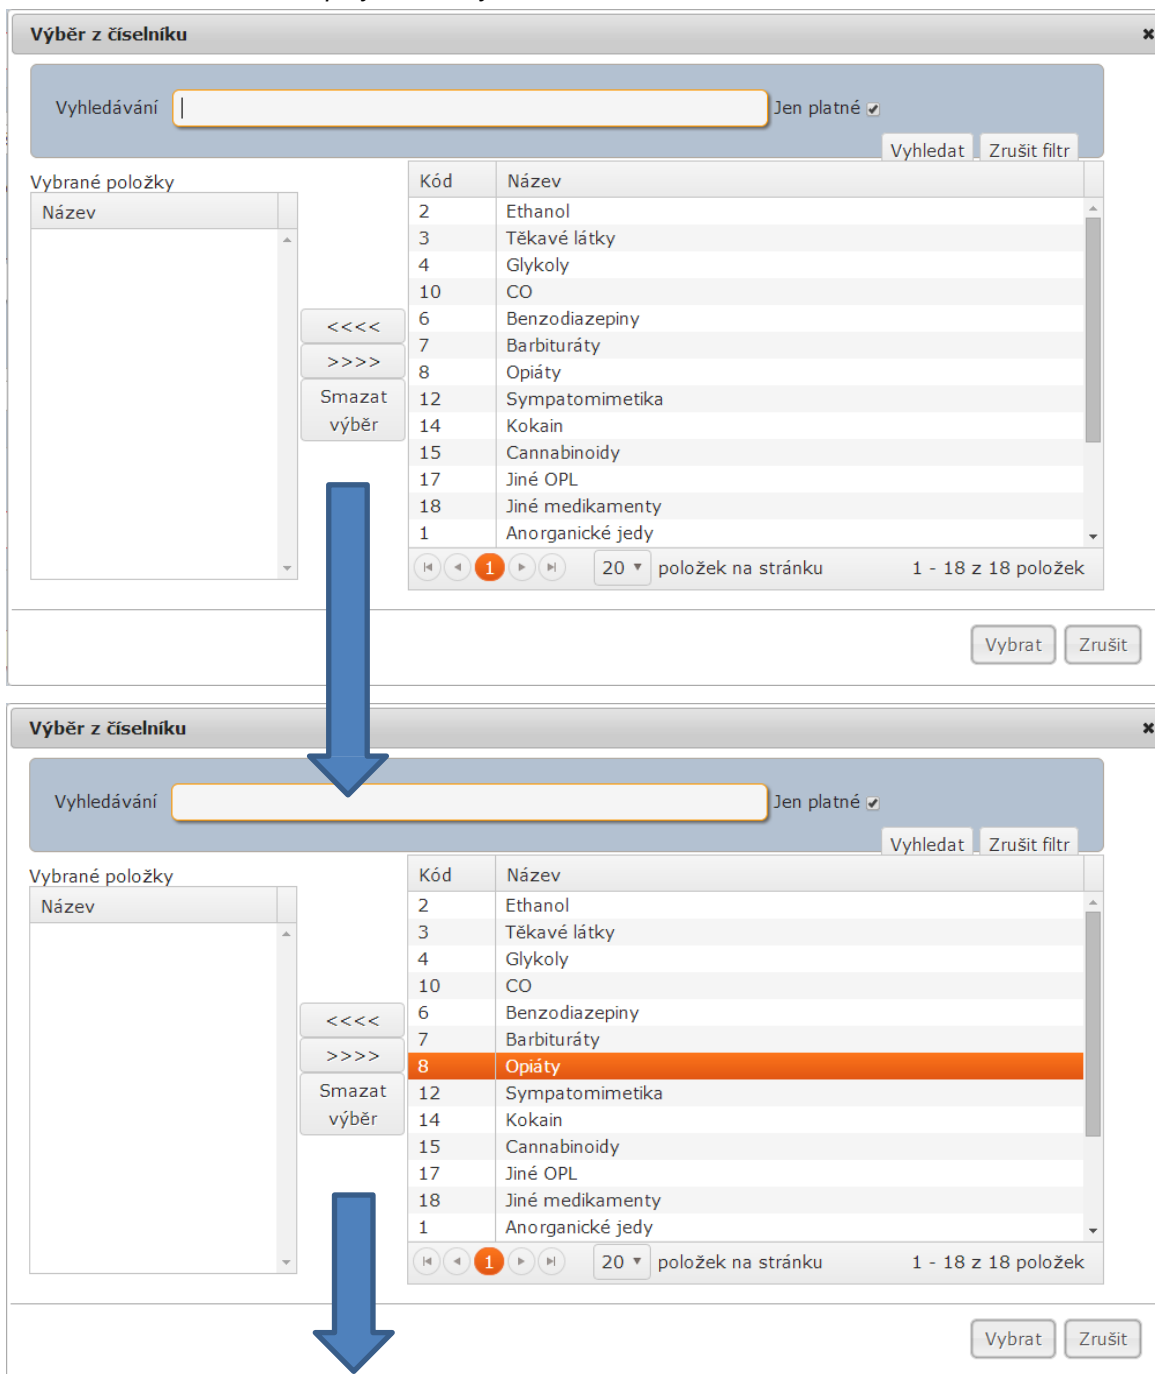 Výběr z číselníku
Vyhledávání Jen platné
Vyhledat Zrušit filtr
Vybrané položky
Název
<<<<
>>>>
Smazat
výběr
Kód Název
2 Ethanol
3 Těkavé látky
4 Glykoly
10 CO
6 Benzodiazepiny
7 Barbituráty
8 Opiáty
12 Sympatomimetika
14 Kokain
15 Cannabinoidy
17 Jiné OPL
18 Jiné medikamenty
1 Anorganické jedy
1 20 položek na stránku 1 - 18 z 18 položek
Vybrat Zrušit
Výběr z číselníku
Vyhledávání Jen platné
Vyhledat Zrušit filtr
Vybrané položky
Název
<<<<
>>>>
Smazat
výběr
Kód Název
2 Ethanol
3 Těkavé látky
4 Glykoly
10 CO
6 Benzodiazepiny
7 Barbituráty
8 Opiáty
12 Sympatomimetika
14 Kokain
15 Cannabinoidy
17 Jiné OPL
18 Jiné medikamenty
1 Anorganické jedy
1 20 položek na stránku 1 - 18 z 18 položek
Vybrat Zrušit